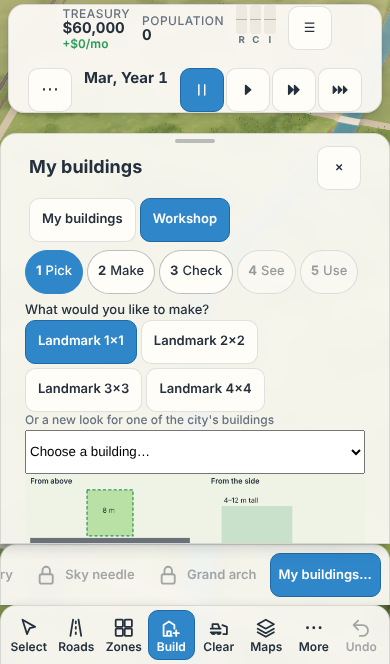 TREASURY
$60,000
+$0/mo
POPULATION
0
R C I
Mar, Year 1
My buildings
My buildings
Workshop
1 Pick
2 Make
3 Check
4 See
5 Use
What would you like to make?
Landmark 1×1
Landmark 2×2
Landmark 3×3
Landmark 4×4
Or a new look for one of the city's buildings
Choose a building…
From above
From the side
8 m
4–12 m tall
ry
Sky needle
Grand arch
My buildings…
Select
Roads
Zones
Build
Clear
Maps
More
Undo